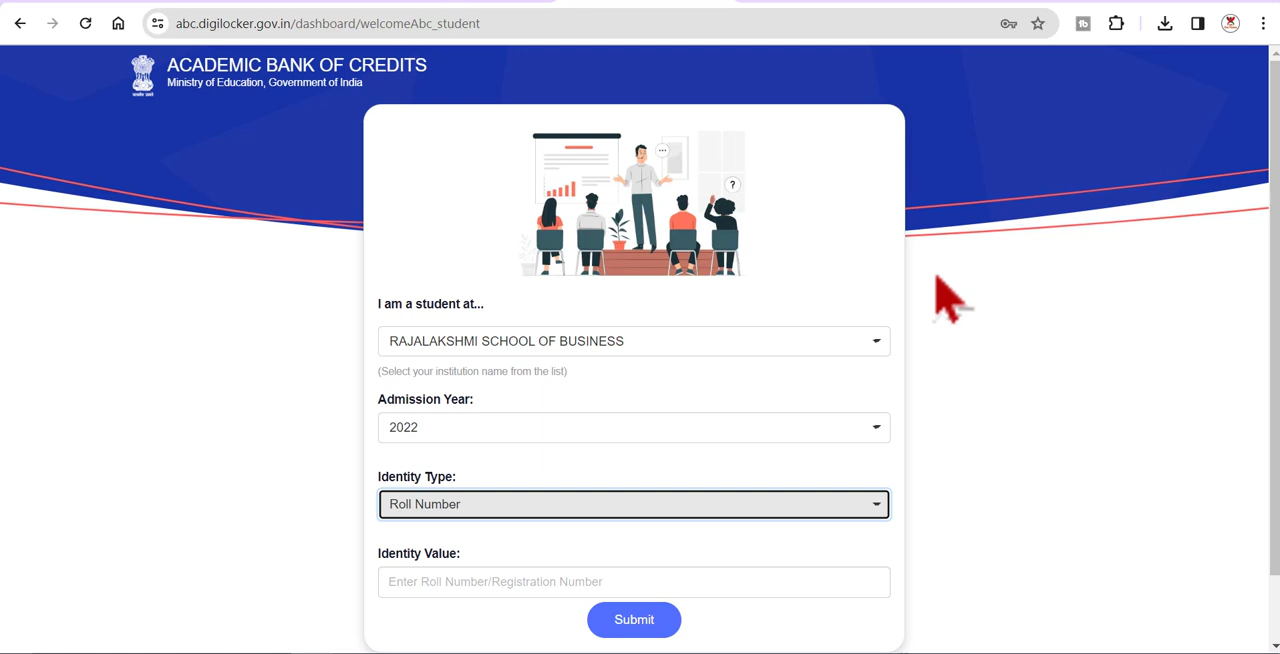 abc.digilocker.gov.in/dashboard/welcomeAbc_student
ACADEMIC BANK OF CREDITS
Ministry of Education, Government of India
?
I am a student at...
RAJALAKSHMI SCHOOL OF BUSINESS
(Select your institution name from the list)
Admission Year:
2022
Identity Type:
Roll Number
Identity Value:
Enter Roll Number/Registration Number
Submit